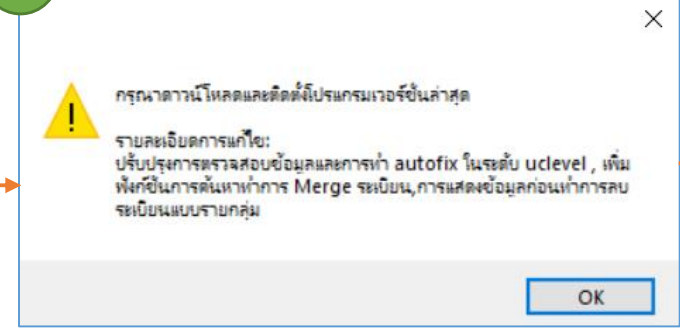 กรุณาดาวน์โหลดและติดตั้งโปรแกรมเวอร์ชั่นล่าสุด
รายละเอียดการแก้ไข:
ปรับปรุงการตรวจสอบข้อมูลและการทำ autofix ในระดับ uclevel , เพิ่ม
ฟังก์ชั่นการค้นหาทำการ Merge ระเบียน,การแสดงข้อมูลก่อนทำการลบ
ระเบียนแบบรายกลุ่ม
OK